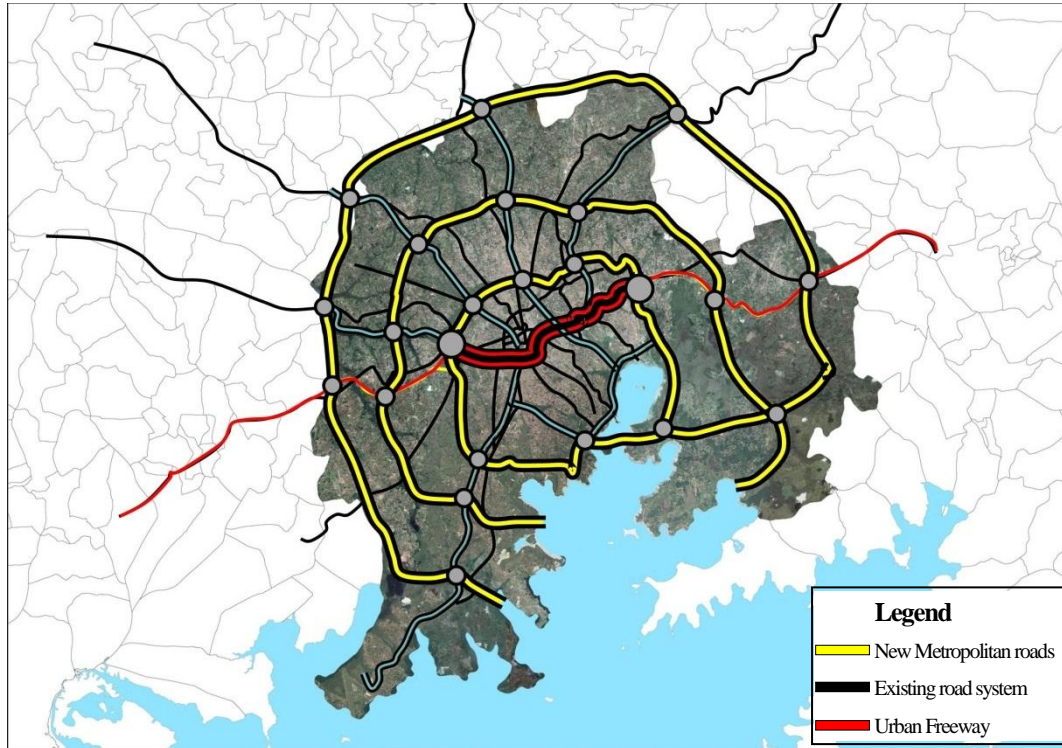 Legend
New Metropolitan roads
Existing road system
Urban Freeway